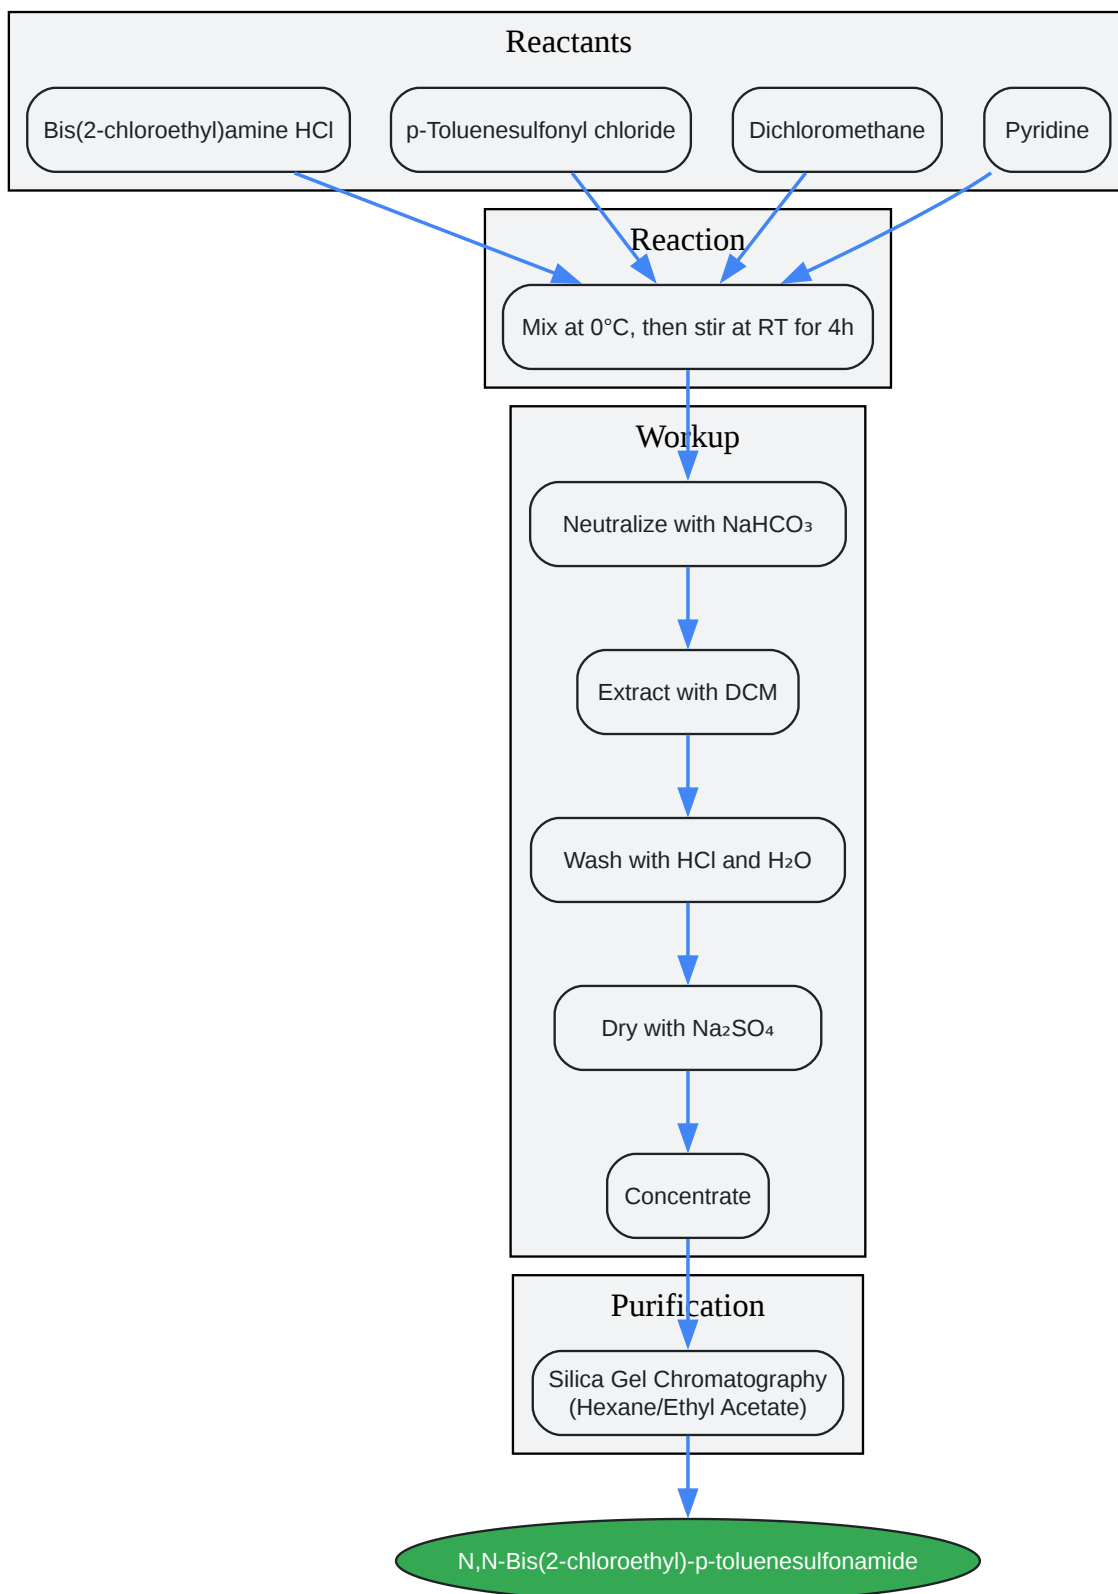 Reactants
Bis(2-chloroethyl)amine HCl
p-Toluenesulfonyl chloride
Dichloromethane
Pyridine
Reaction
Mix at 0°C, then stir at RT for 4h
Workup
Neutralize with NaHCO₃
Extract with DCM
Wash with HCl and H₂O
Dry with Na₂SO₄
Concentrate
Purification
Silica Gel Chromatography
(Hexane/Ethyl Acetate)
N,N-Bis(2-chloroethyl)-p-toluenesulfonamide